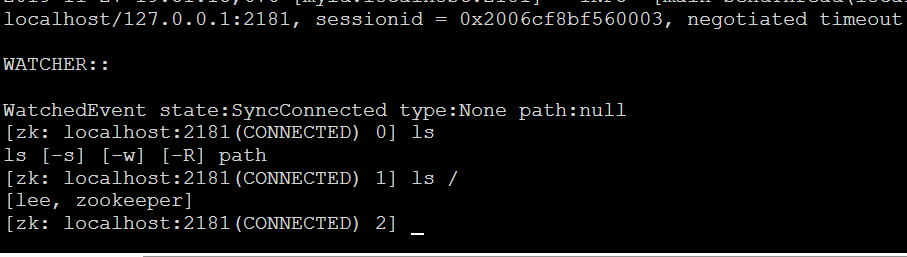 localhost/127.0.0.1:2181, sessionid = 0x2006cf8bf560003, negotiated timeout
WATCHER::
WatchedEvent state:SyncConnected type:None path:null
[zk: localhost:2181(CONNECTED) 0] ls
ls [-s] [-w] [-R] path
[zk: localhost:2181(CONNECTED) 1] ls /
[lee, zookeeper]
[zk: localhost:2181(CONNECTED) 2] _